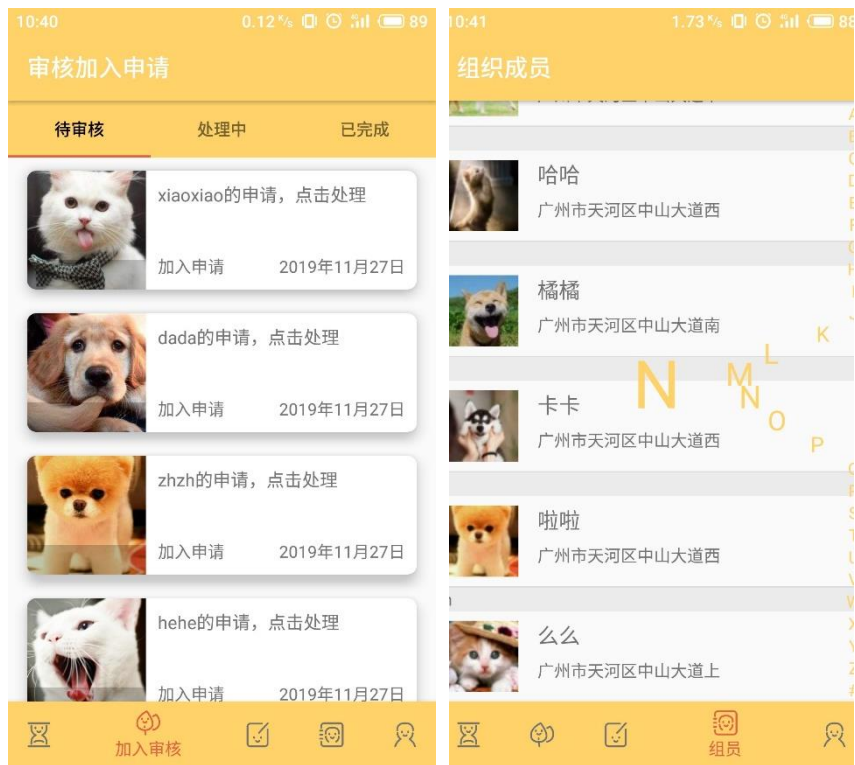 10:40
0.12 K/s
89
审核加入申请
待审核
处理中
已完成
xiaoxiao的申请，点击处理
加入申请
2019年11月27日
dada的申请，点击处理
加入申请
2019年11月27日
zhzh的申请，点击处理
加入申请
2019年11月27日
hehe的申请，点击处理
加入申请
2019年11月27日
加入审核
10:41
1.73 K/s
88
组织成员
哈哈
广州市天河区中山大道西
橘橘
广州市天河区中山大道南
卡卡
广州市天河区中山大道西
啦啦
广州市天河区中山大道西
么么
广州市天河区中山大道上
N
K
L
M
N
O
P
组员